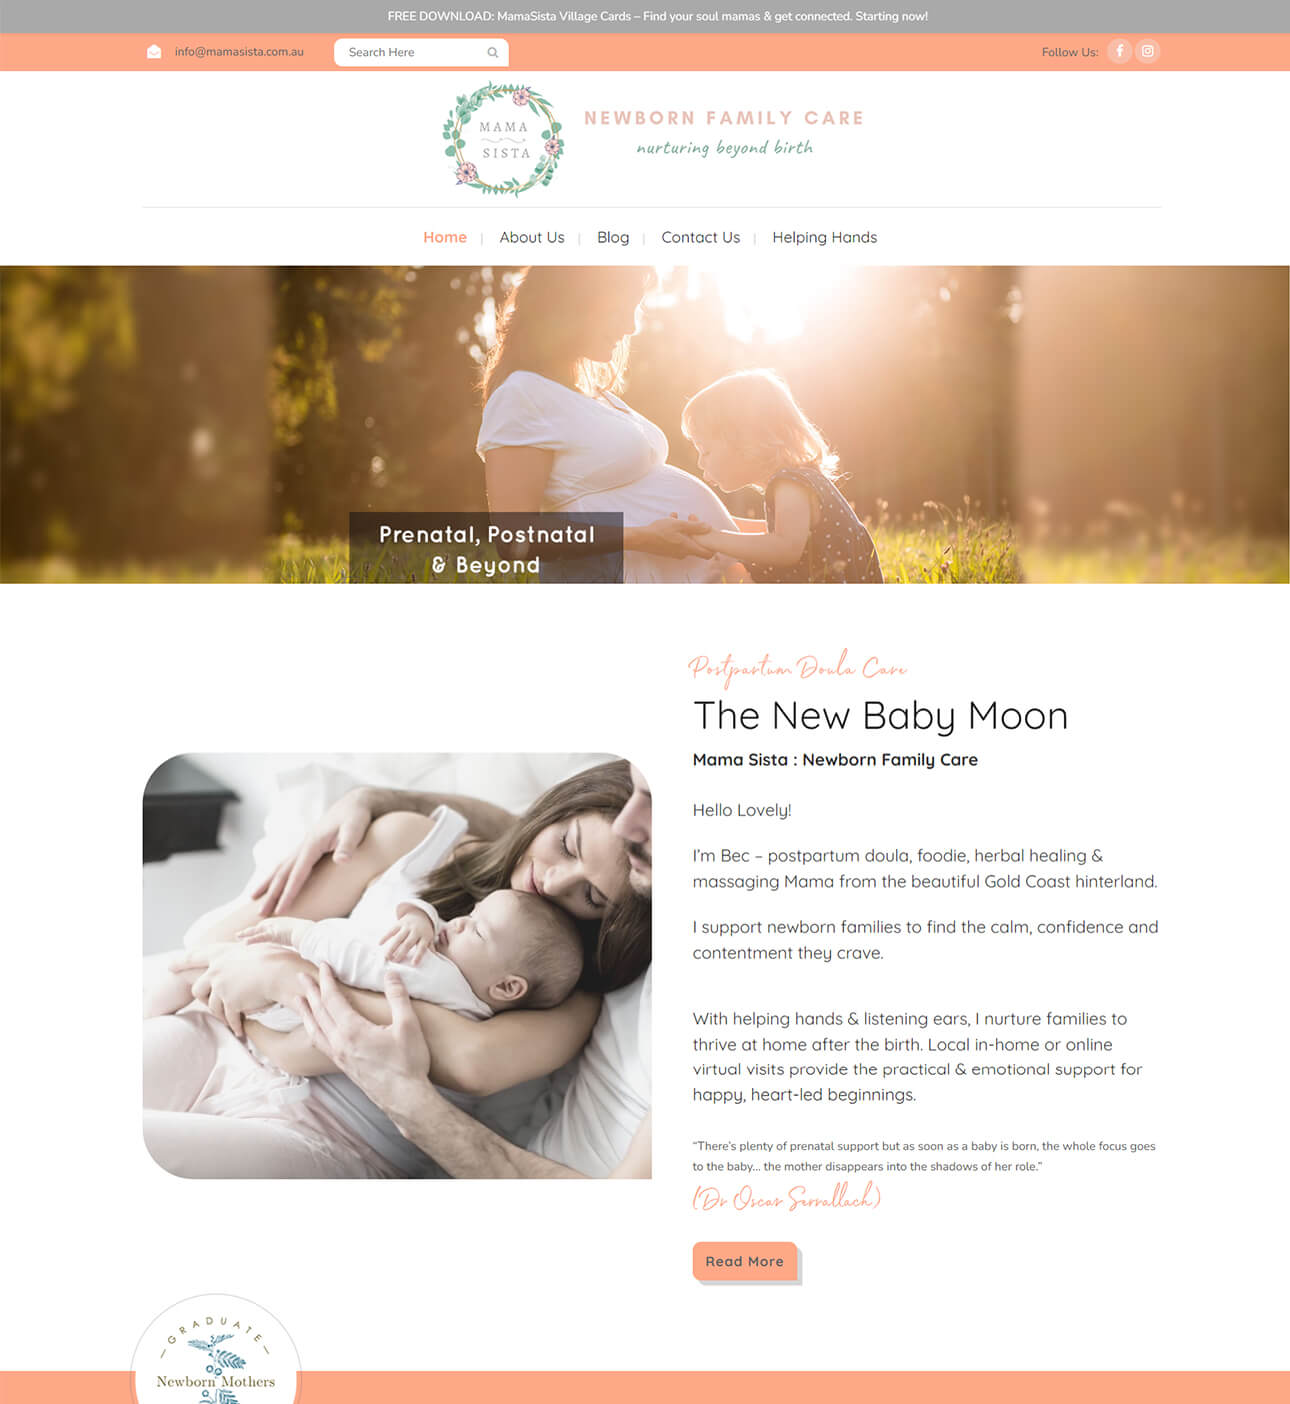 FREE DOWNLOAD: MamaSista Village Cards – Find your soul mamas & get connected. Starting now!
info@mamasista.com.au
Search Here
Follow Us:
MAMA
SISTA
NEWBORN FAMILY CARE
nurturing beyond birth
Home | About Us | Blog | Contact Us | Helping Hands
Prenatal, Postnatal
& Beyond
Postpartum Doula Care
The New Baby Moon
Mama Sista : Newborn Family Care
Hello Lovely!
I'm Bec – postpartum doula, foodie, herbal healing &
massaging Mama from the beautiful Gold Coast hinterland.
I support newborn families to find the calm, confidence and
contentment they crave.
With helping hands & listening ears, I nurture families to
thrive at home after the birth. Local in-home or online
virtual visits provide the practical & emotional support for
happy, heart-led beginnings.
“There’s plenty of prenatal support but as soon as a baby is born, the whole focus goes
to the baby... the mother disappears into the shadows of her role.”
(Dr Oscar Serrallach)
Read More
— GRADUATE —
Newborn Mothers